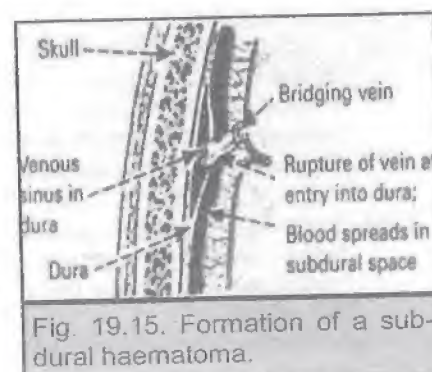 Skull
Bridging vein
Venous
sinus in
dura
Rupture of vein at
entry into dura;
Blood spreads in
subdural space
Dura
Fig. 19.15. Formation of a sub-
dural haematoma.